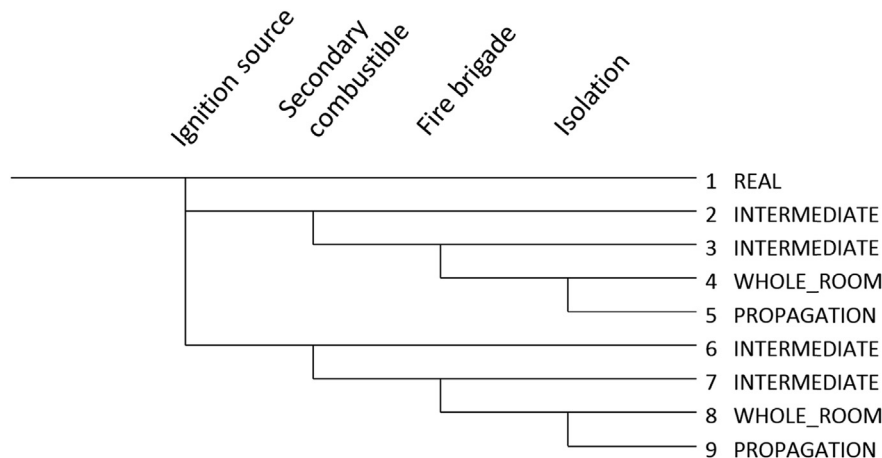 Ignition source
Secondary
combustible
Fire brigade
Isolation
1 REAL
2 INTERMEDIATE
3 INTERMEDIATE
4 WHOLE_ROOM
5 PROPAGATION
6 INTERMEDIATE
7 INTERMEDIATE
8 WHOLE_ROOM
9 PROPAGATION